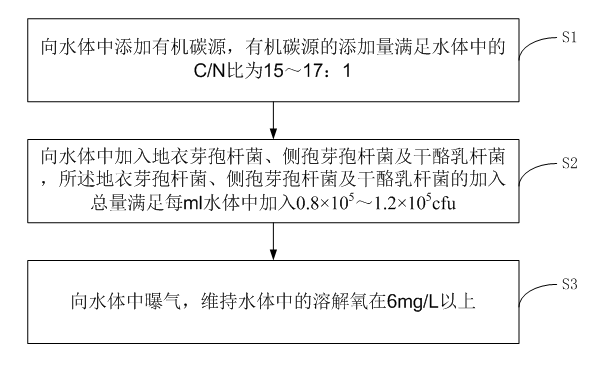 向水体中添加有机碳源，有机碳源的添加量满足水体中的
C/N比为15～17：1
S1
向水体中加入地衣芽孢杆菌、侧孢芽孢杆菌及干酪乳杆菌
，所述地衣芽孢杆菌、侧孢芽孢杆菌及干酪乳杆菌的加入
总量满足每ml水体中加入0.8×10⁵～1.2×10⁵cfu
S2
向水体中曝气，维持水体中的溶解氧在6mg/L以上
S3